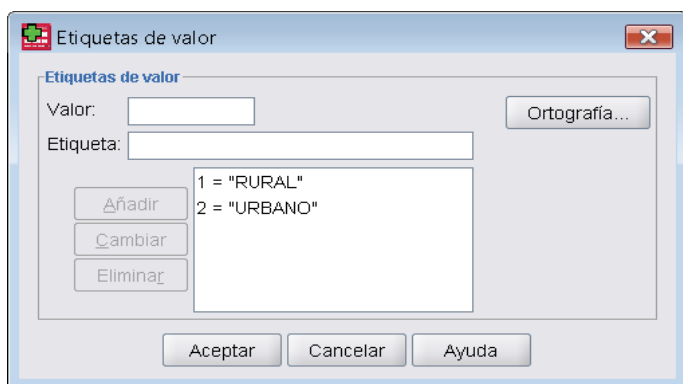 Etiquetas de valor
Etiquetas de valor
Valor:
Ortografía...
Etiqueta:
1 = "RURAL"
2 = "URBANO"
Añadir
Cambiar
Eliminar
Aceptar
Cancelar
Ayuda